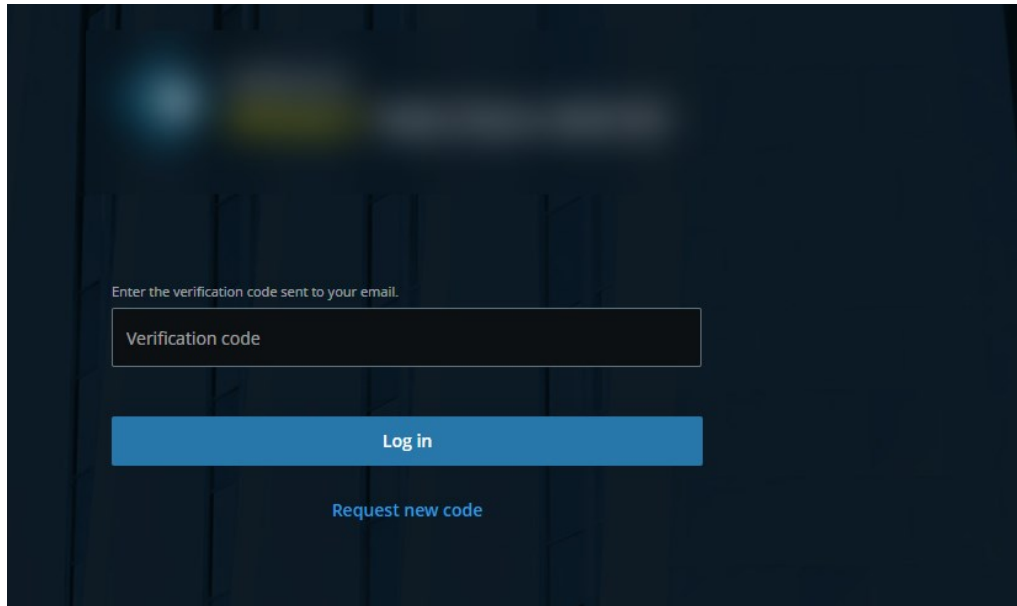 Enter the verification code sent to your email.
Verification code
Log in
Request new code